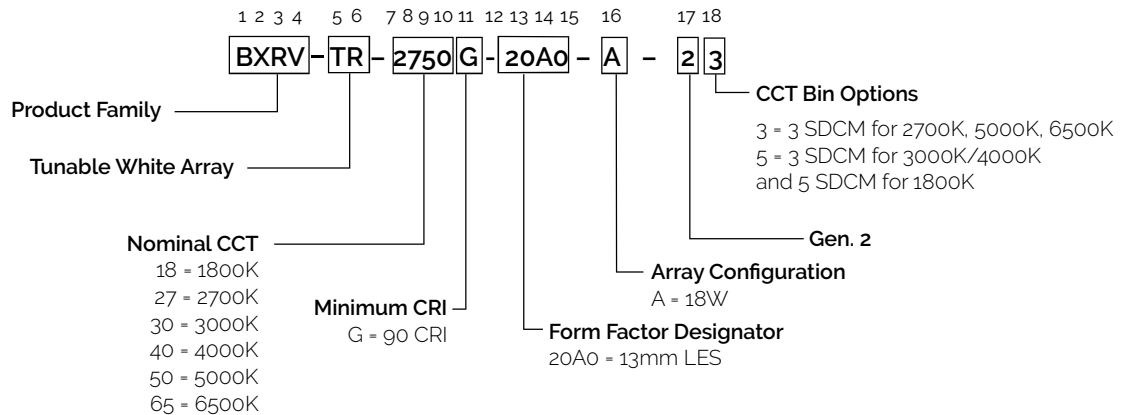 1 2 3 4 5 6 7 8 9 10 11 12 13 14 15 16 17 18
BXRV – TR – 2750 G - 20A0 – A – 2 3
Product Family
Tunable White Array
Nominal CCT
18 = 1800K
27 = 2700K
30 = 3000K
40 = 4000K
50 = 5000K
65 = 6500K
Minimum CRI
G = 90 CRI
Form Factor Designator
20A0 = 13mm LES
Array Configuration
A = 18W
Gen. 2
CCT Bin Options
3 = 3 SDCM for 2700K, 5000K, 6500K
5 = 3 SDCM for 3000K/4000K
and 5 SDCM for 1800K